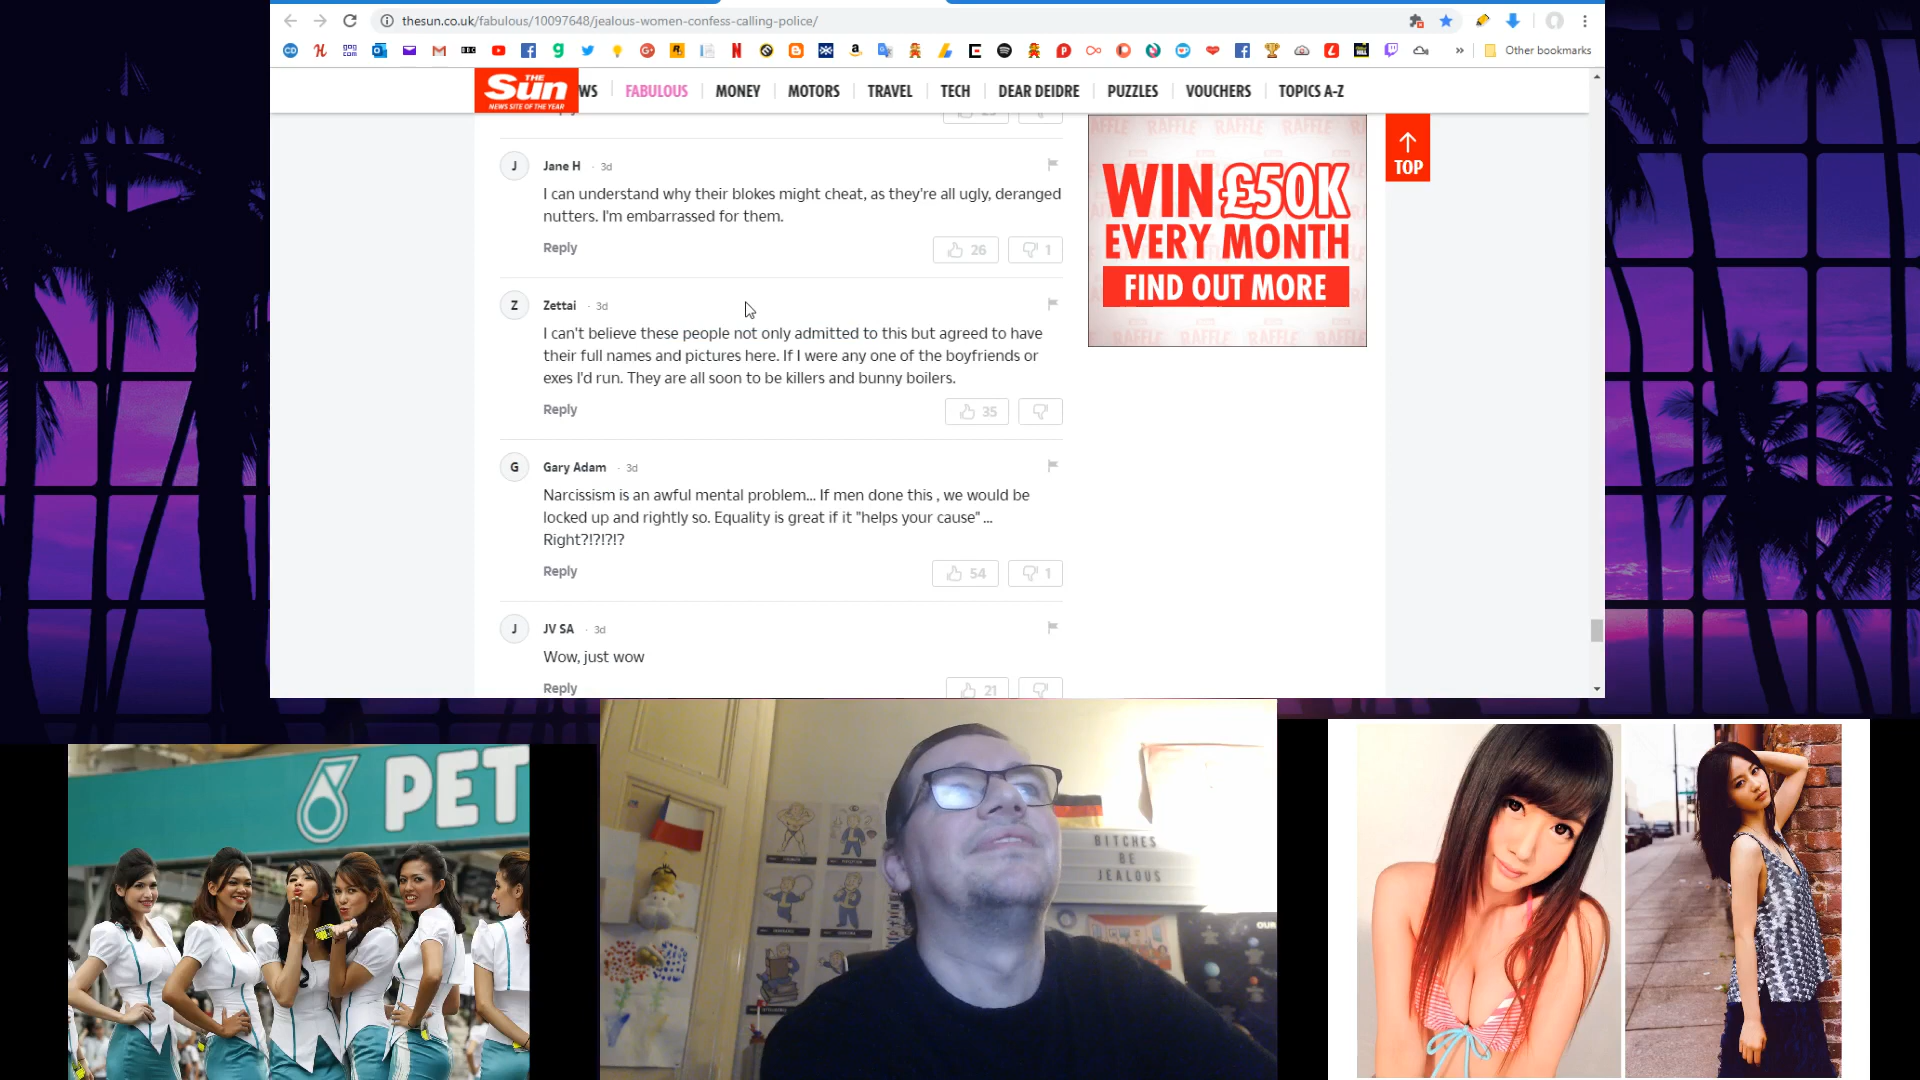 thesun.co.uk/fabulous/10097648/jealous-women-confess-calling-police/
Other bookmarks
THE
Sun
NEWS SITE OF THE YEAR
WS
FABULOUS
MONEY
MOTORS
TRAVEL
TECH
DEAR DEIDRE
PUZZLES
VOUCHERS
TOPICS A-Z
J
Jane H · 3d
I can understand why their blokes might cheat, as they're all ugly, deranged
nutters. I'm embarrassed for them.
Reply
26
1
Z
Zettai · 3d
I can't believe these people not only admitted to this but agreed to have
their full names and pictures here. If I were any one of the boyfriends or
exes I'd run. They are all soon to be killers and bunny boilers.
Reply
35
G
Gary Adam · 3d
Narcissism is an awful mental problem... If men done this , we would be
locked up and rightly so. Equality is great if it "helps your cause" ...
Right?!?!?!?
Reply
54
1
J
JV SA · 3d
Wow, just wow
Reply
21
RAFFLE RAFFLE RAFFLE
WIN £50K
EVERY MONTH
FIND OUT MORE
TOP
PET
BITCHES
BE
JEALOUS
OUR